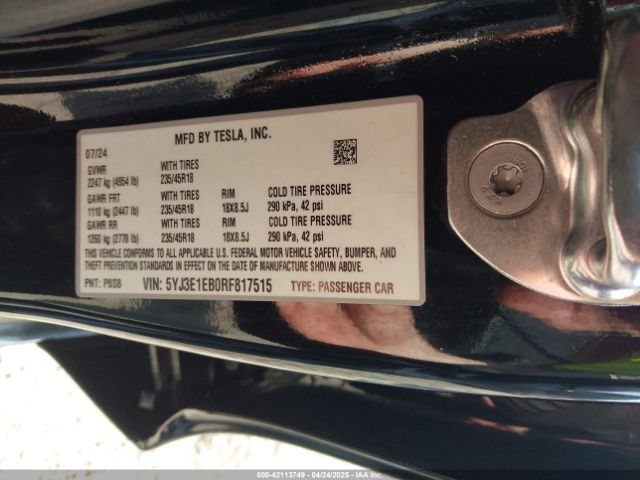 MFD BY TESLA, INC.
07/24
GVWR WITH TIRES
2247 kg (4954 lb) 235/45R18
GAWR FRT WITH TIRES RIM COLD TIRE PRESSURE
1110 kg (2447 lb) 235/45R18 18X8.5J 290 kPa, 42 psi
GAWR RR WITH TIRES RIM COLD TIRE PRESSURE
1260 kg (2778 lb) 235/45R18 18X8.5J 290 kPa, 42 psi
THIS VEHICLE CONFORMS TO ALL APPLICABLE U.S. FEDERAL MOTOR VEHICLE SAFETY, BUMPER, AND
THEFT PREVENTION STANDARDS IN EFFECT ON THE DATE OF MANUFACTURE SHOWN ABOVE.
PNT: PBSB VIN: 5YJ3E1EB0RF817515 TYPE: PASSENGER CAR
000-42113749 - 04/24/2025 - IAA Inc.